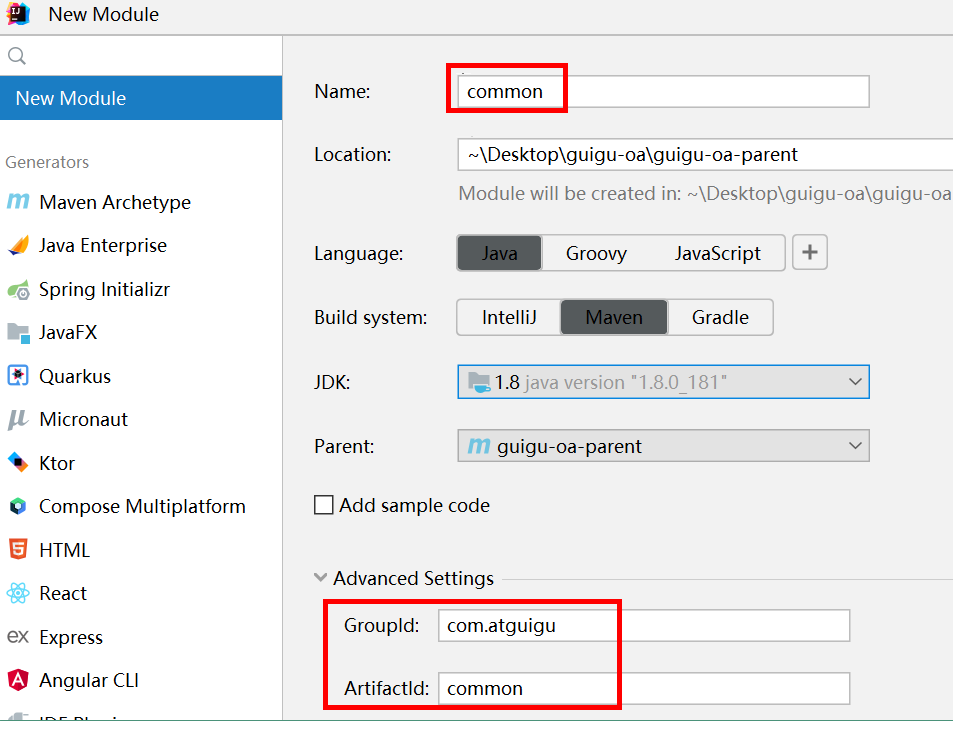 New Module
New Module
Generators
Maven Archetype
Java Enterprise
Spring Initializr
JavaFX
Quarkus
Micronaut
Ktor
Compose Multiplatform
HTML
React
ex Express
Angular CLI
Name: common
Location: ~\Desktop\guigu-oa\guigu-oa-parent
Module will be created in: ~\Desktop\guigu-oa\guigu-oa
Language: Java Groovy JavaScript +
Build system: IntelliJ Maven Gradle
JDK: 1.8 java version "1.8.0_181"
Parent: m guigu-oa-parent
Add sample code
Advanced Settings
GroupId: com.atguigu
ArtifactId: common